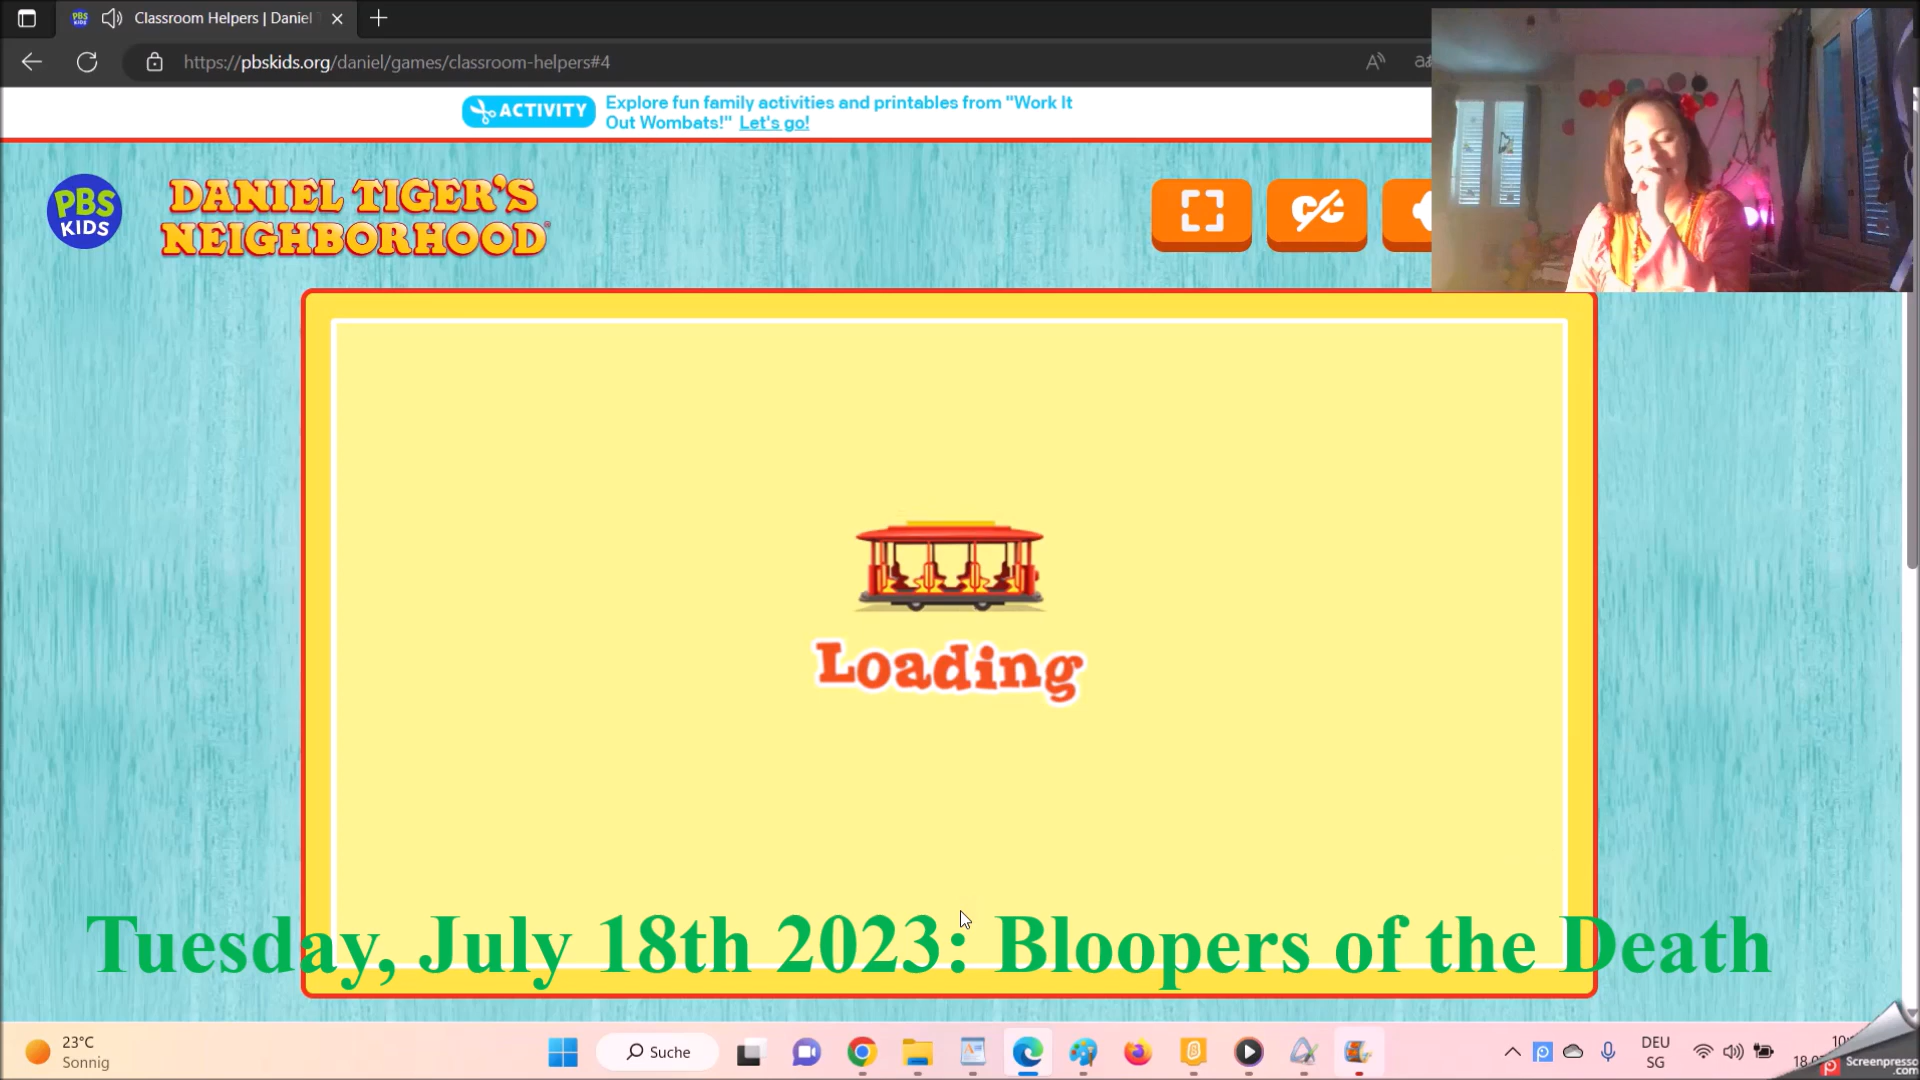 Classroom Helpers | Daniel
https://pbskids.org/daniel/games/classroom-helpers#4
ACTIVITY
Explore fun family activities and printables from "Work It
Out Wombats!" Let's go!
PBS
KIDS
DANIEL TIGER'S
NEIGHBORHOOD
Loading
Tuesday, July 18th 2023: Bloopers of the Death
23°C
Sonnig
Suche
DEU
SG
Screenpresso
.com